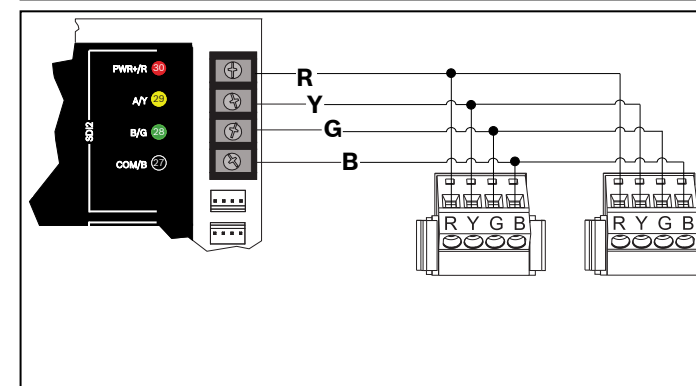 SDI2
PWR+/R 30
A/Y 29
B/G 28
COM/B 27
R
Y
G
B
R Y G B
R Y G B